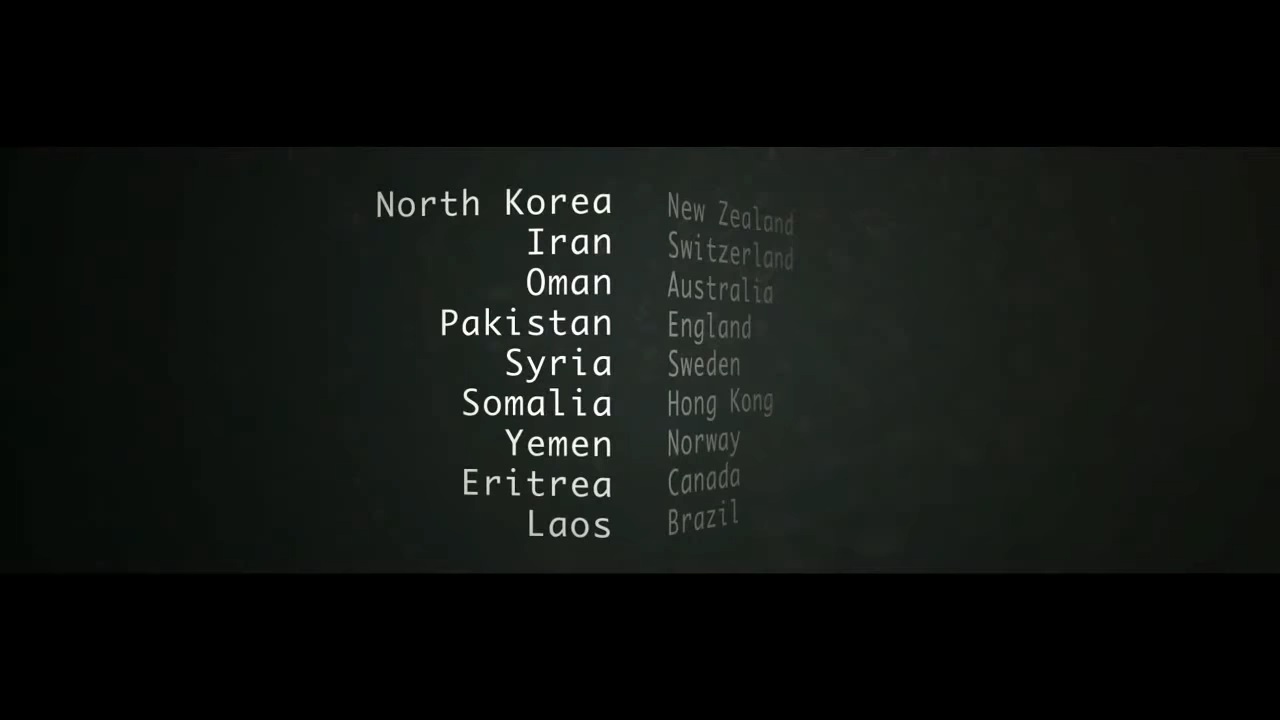 North Korea
Iran
Oman
Pakistan
Syria
Somalia
Yemen
Eritrea
Laos
New Zealand
Switzerland
Australia
England
Sweden
Hong Kong
Norway
Canada
Brazil